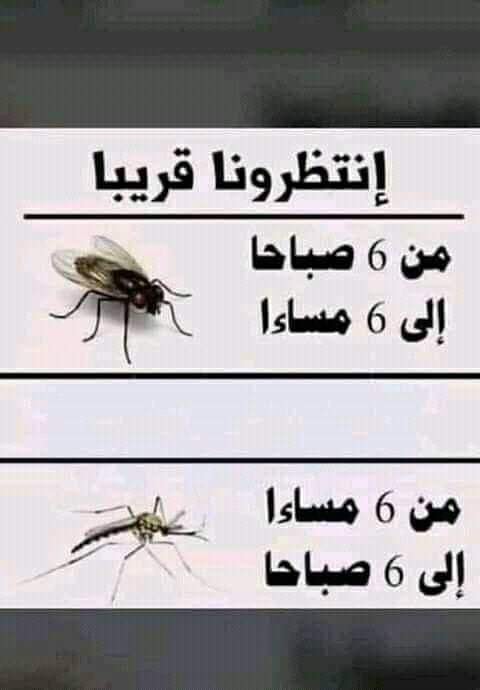 إنتظرونا قريبا
من 6 صباحا
إلى 6 مساءا
من 6 مساءا
إلى 6 صباحا